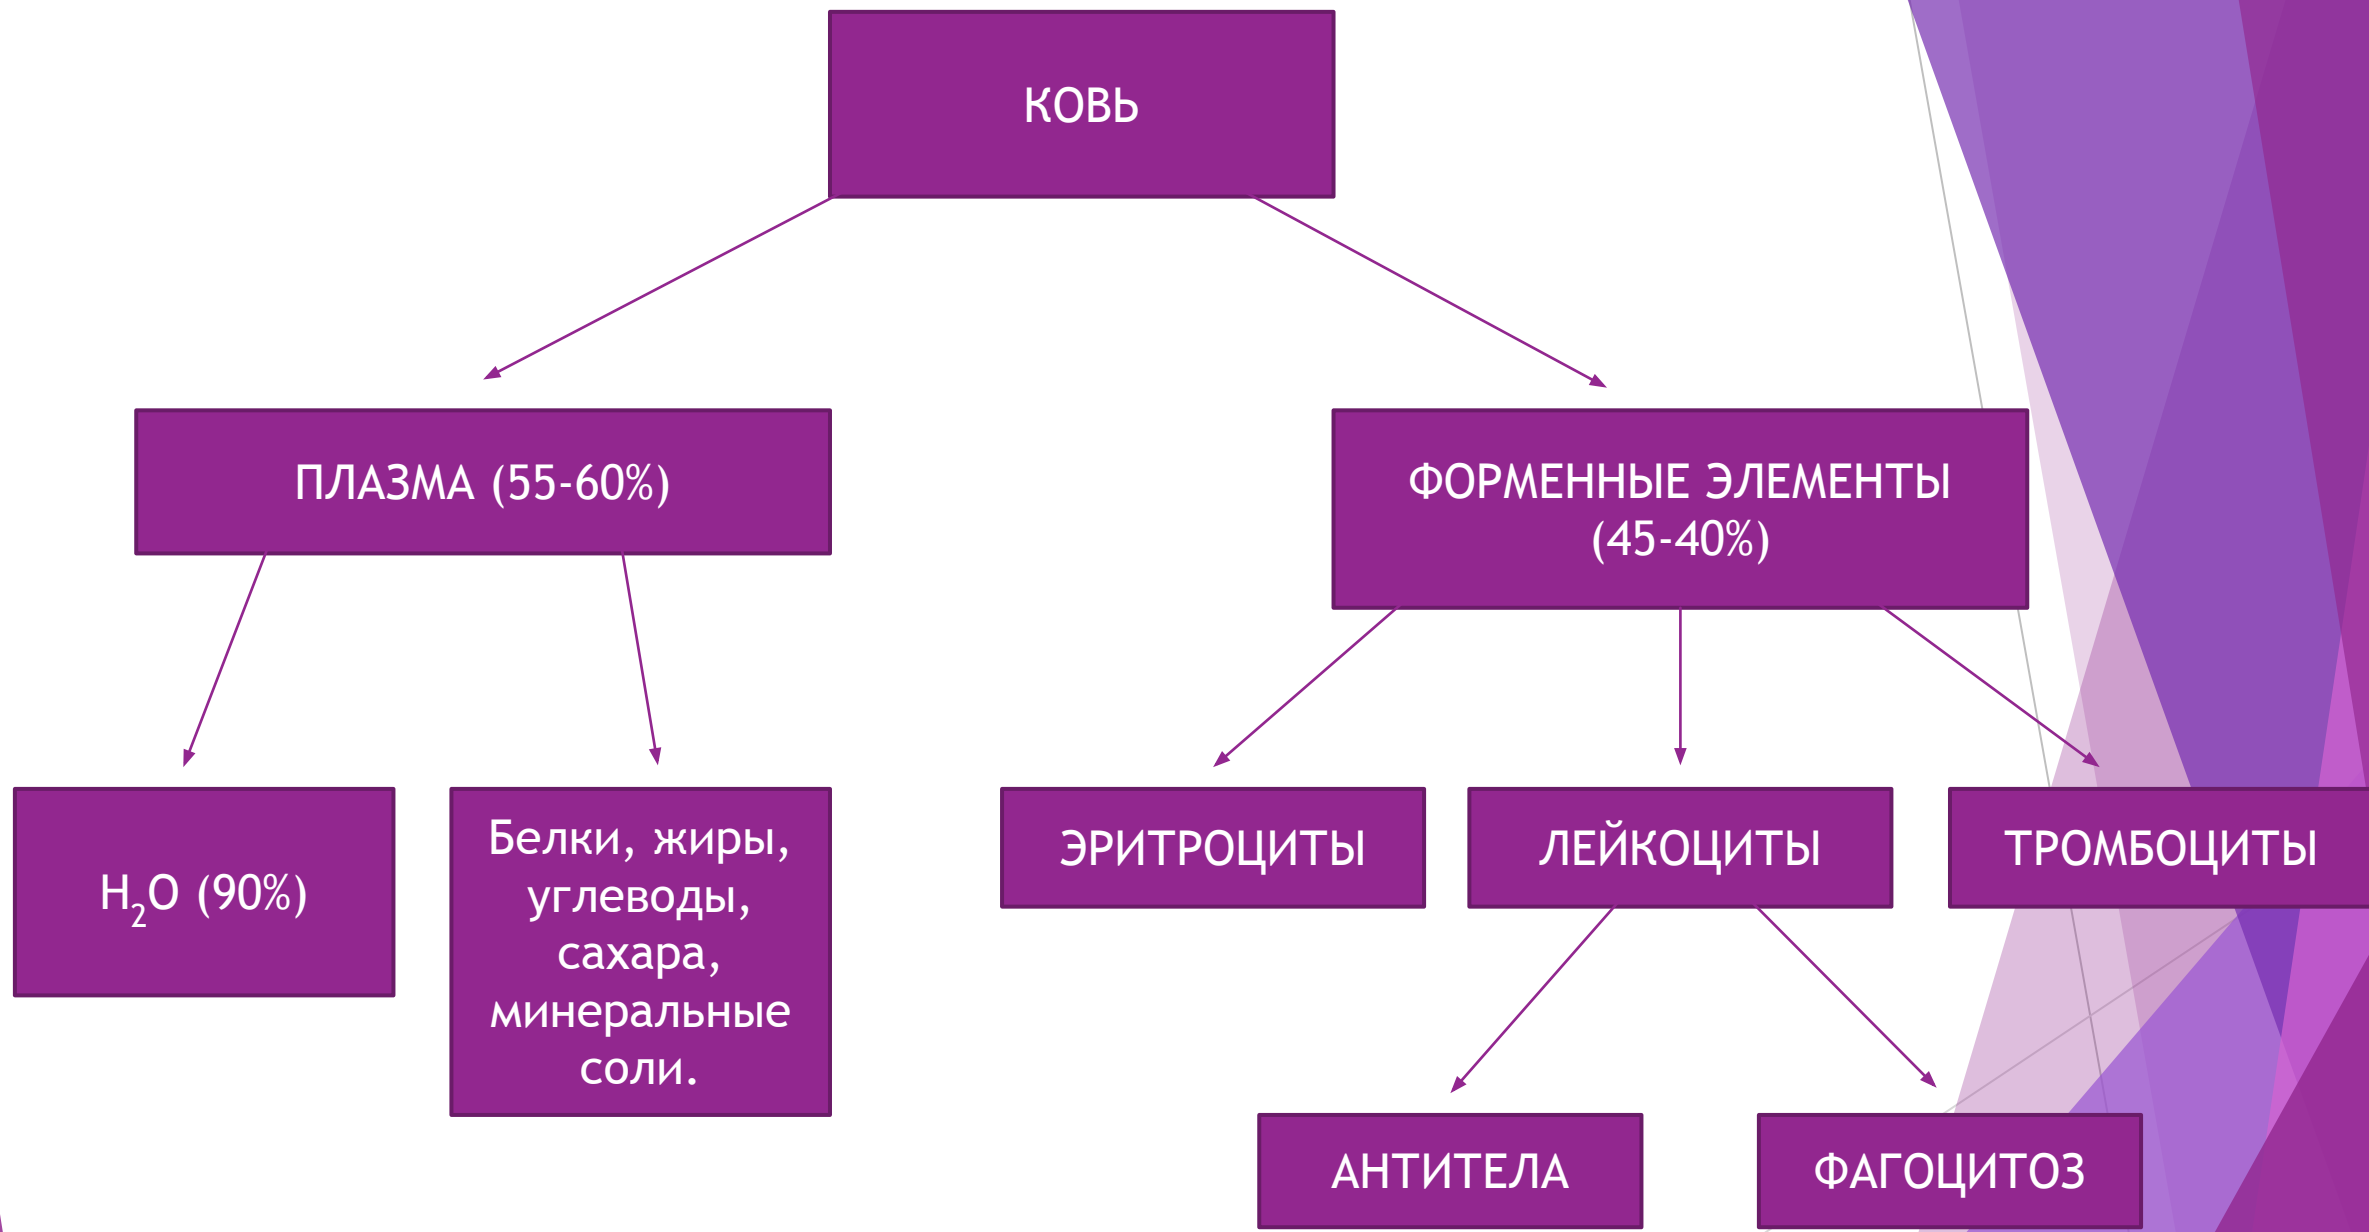 КОВЬ
ПЛАЗМА (55-60%)
ФОРМЕННЫЕ ЭЛЕМЕНТЫ
(45-40%)
H₂O (90%)
Белки, жиры,
углеводы,
сахара,
минеральные
соли.
ЭРИТРОЦИТЫ
ЛЕЙКОЦИТЫ
ТРОМБОЦИТЫ
АНТИТЕЛА
ФАГОЦИТОЗ